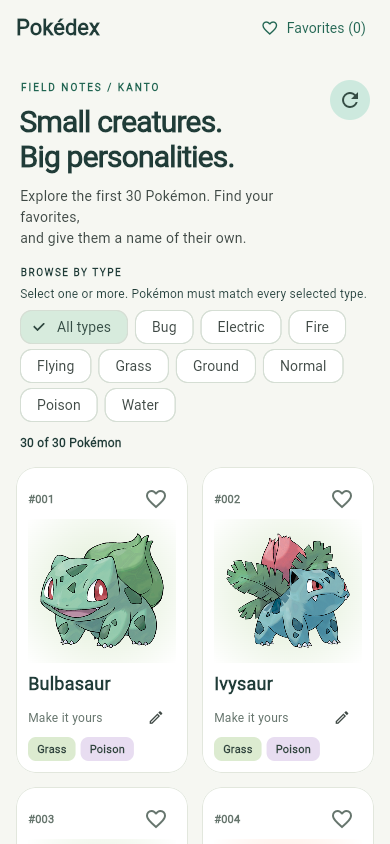 Pokédex
Favorites (0)
FIELD NOTES / KANTO
Small creatures.
Big personalities.
Explore the first 30 Pokémon. Find your
favorites,
and give them a name of their own.
BROWSE BY TYPE
Select one or more. Pokémon must match every selected type.
All types
Bug
Electric
Fire
Flying
Grass
Ground
Normal
Poison
Water
30 of 30 Pokémon
#001
Bulbasaur
Make it yours
Grass
Poison
#002
Ivysaur
Make it yours
Grass
Poison
#003
#004